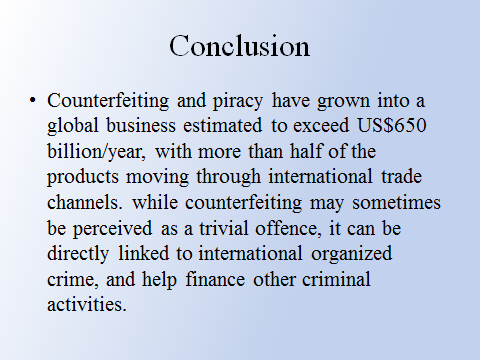 Conclusion
• Counterfeiting and piracy have grown into a
global business estimated to exceed US$650
billion/year, with more than half of the
products moving through international trade
channels. while counterfeiting may sometimes
be perceived as a trivial offence, it can be
directly linked to international organized
crime, and help finance other criminal
activities.